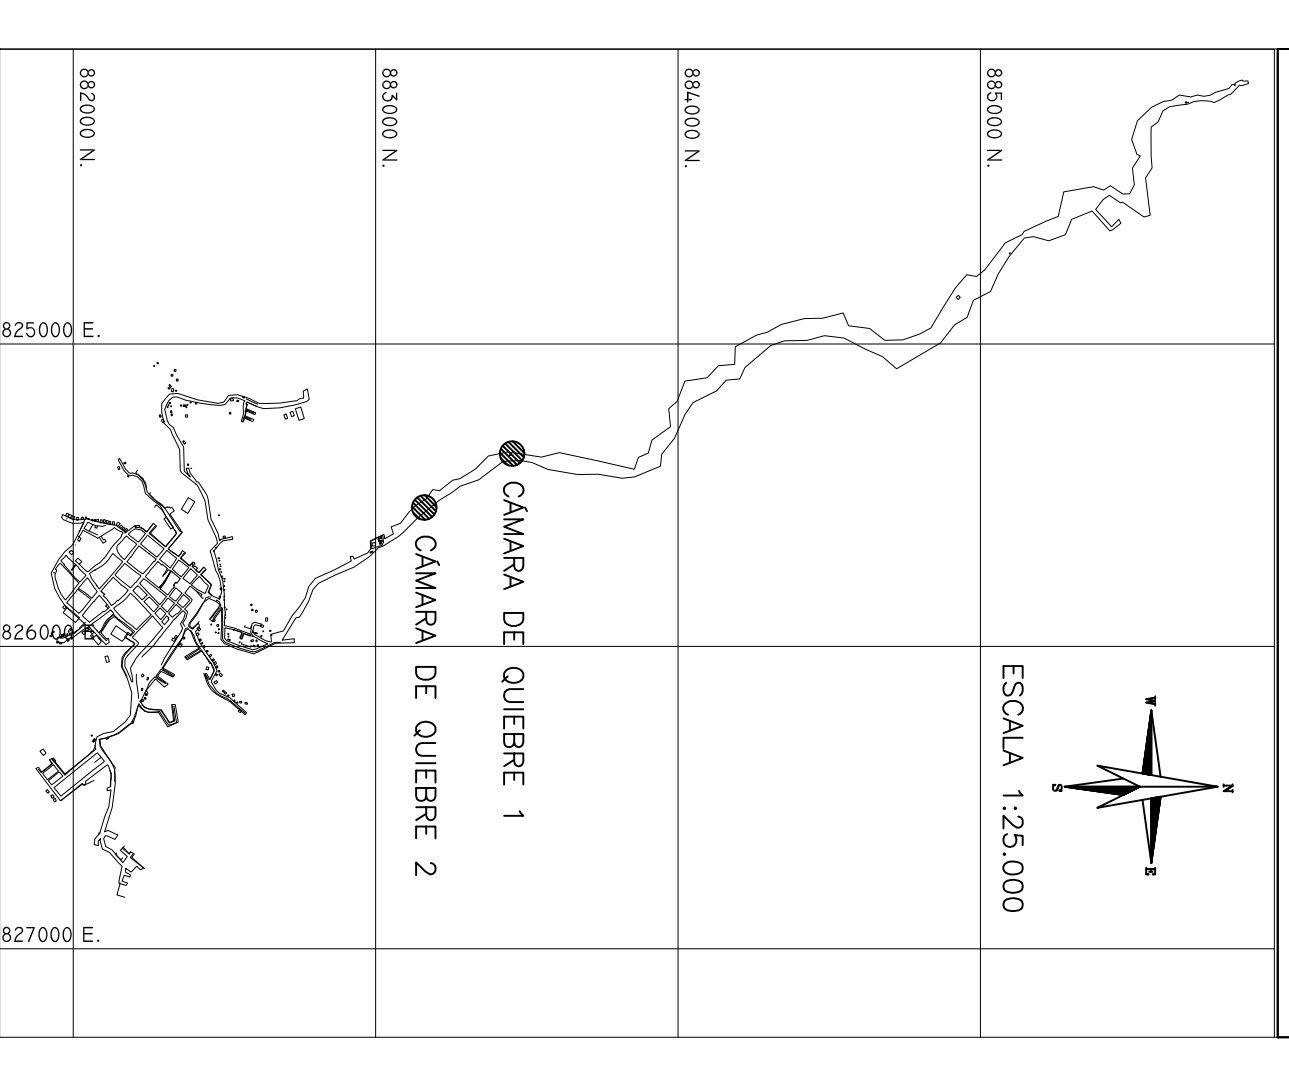 882000 N.
883000 N.
884000 N.
885000 N.
825000 E.
826000 E.
827000 E.
CÁMARA DE QUIEBRE 1
CÁMARA DE QUIEBRE 2
N
W
E
S
ESCALA 1:25.000